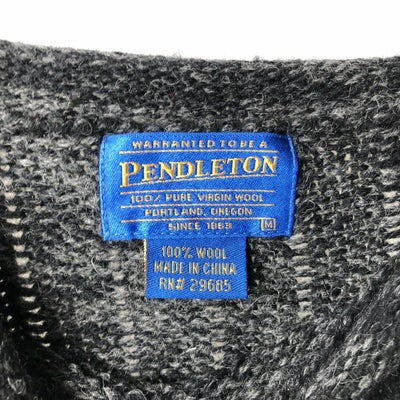 WARRANTED TO BE A
PENDLETON
100% PURE VIRGIN WOOL
PORTLAND, OREGON
SINCE 1863 M
100% WOOL
MADE IN CHINA
RN# 29685